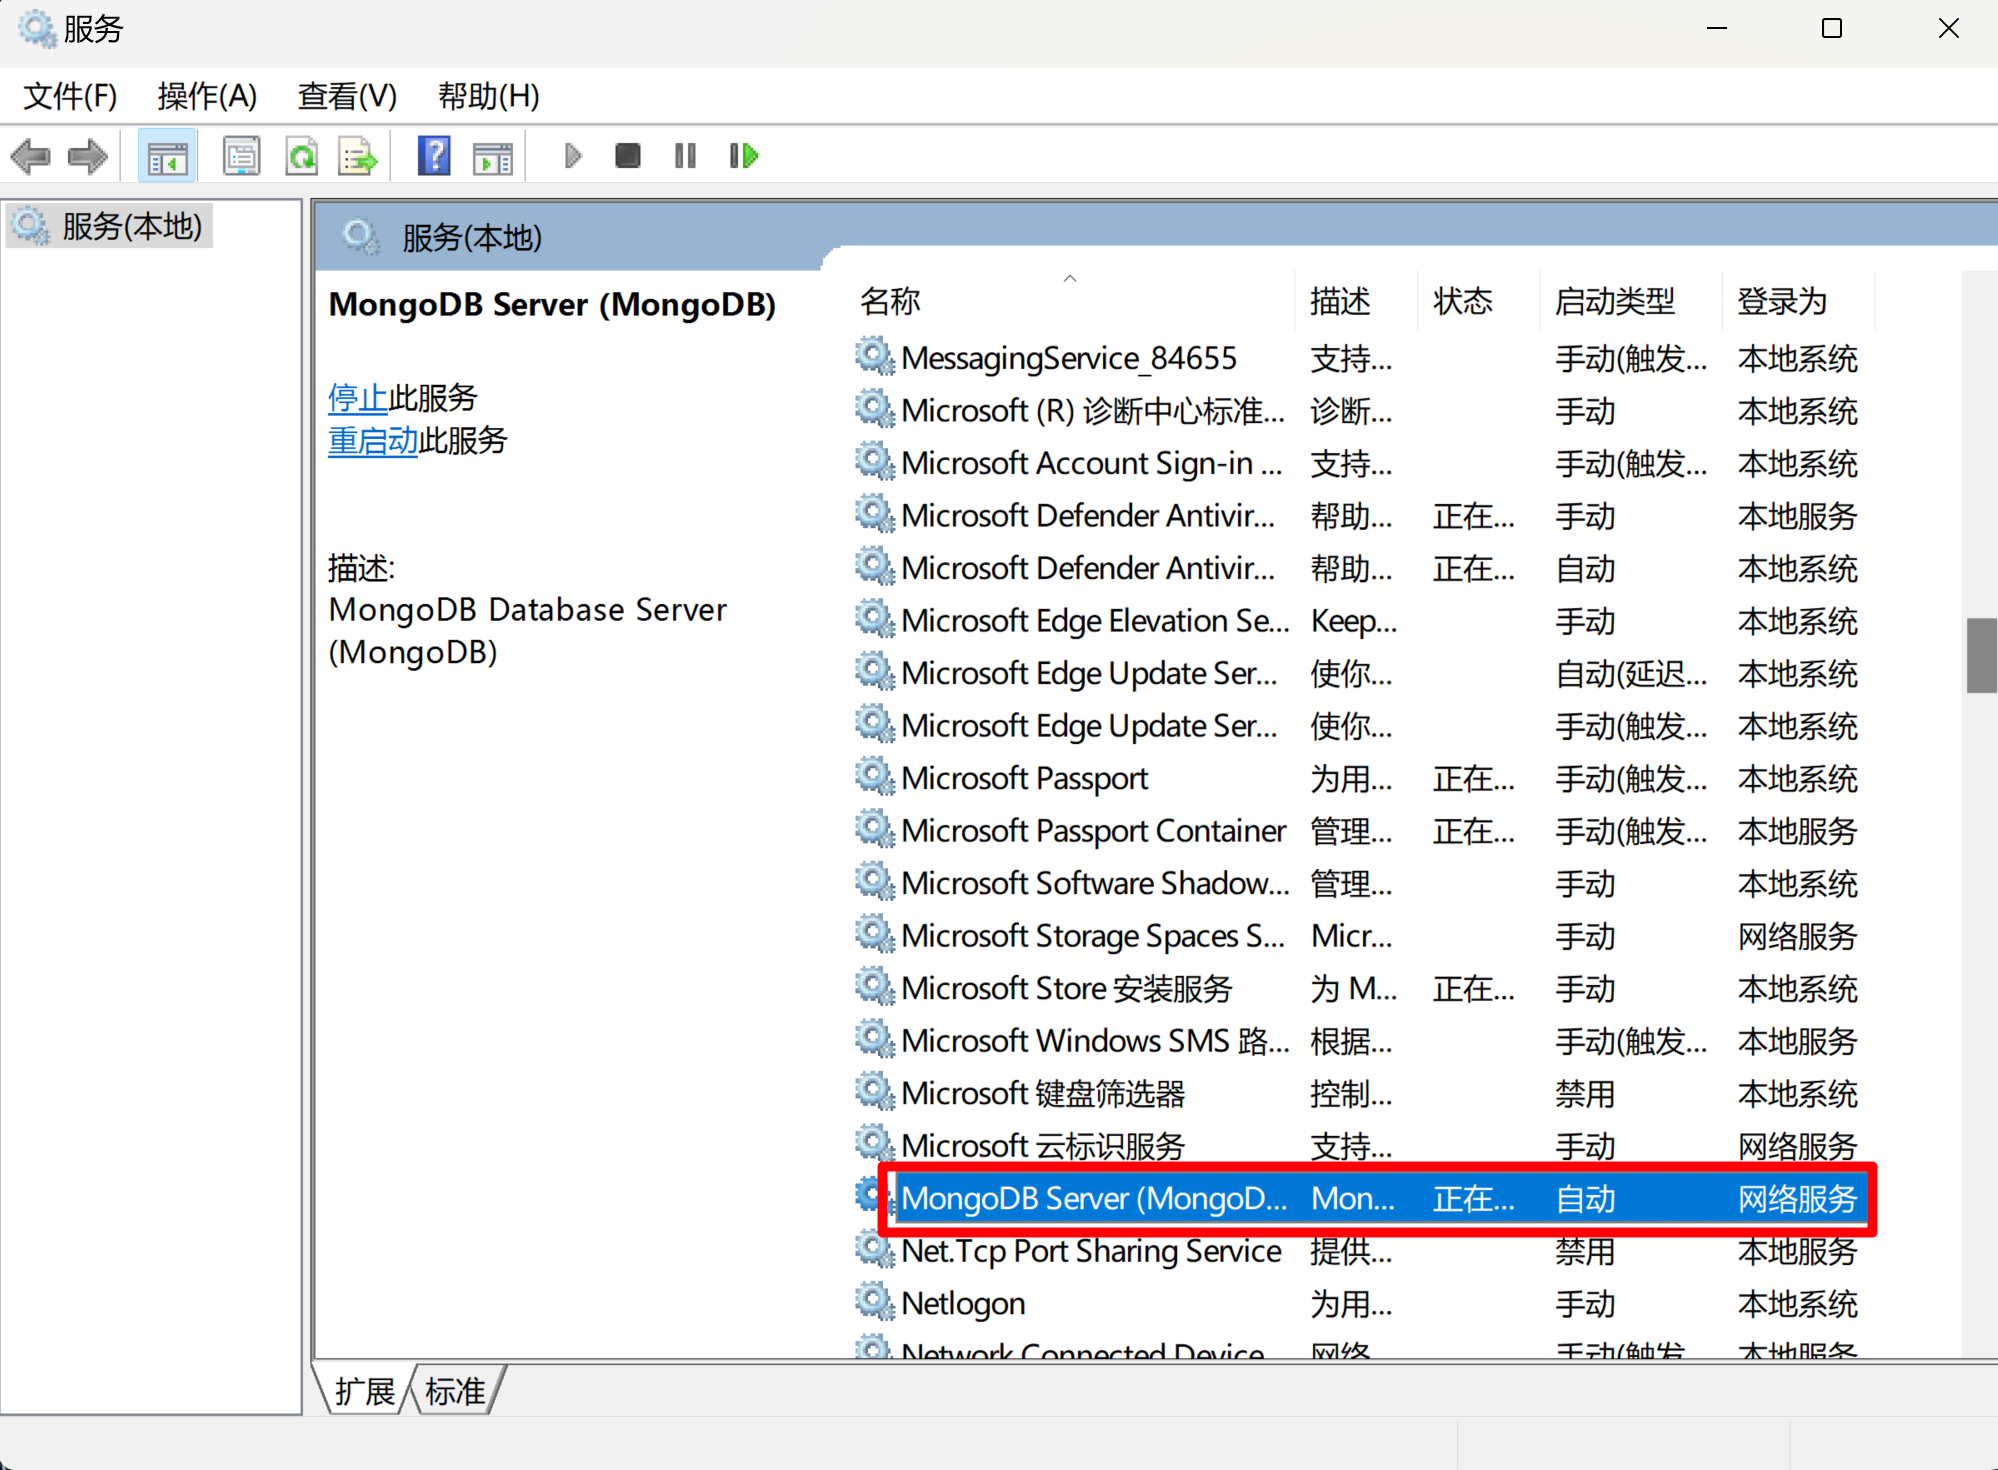 服务
文件(F) 操作(A) 查看(V) 帮助(H)
服务(本地)
服务(本地)
MongoDB Server (MongoDB)
停止此服务
重启动此服务
描述:
MongoDB Database Server
(MongoDB)
名称 描述 状态 启动类型 登录为
MessagingService_84655 支持... 手动(触发... 本地系统
Microsoft (R) 诊断中心标准... 诊断... 手动 本地系统
Microsoft Account Sign-in ... 支持... 手动(触发... 本地系统
Microsoft Defender Antivir... 帮助... 正在... 手动 本地服务
Microsoft Defender Antivir... 帮助... 正在... 自动 本地系统
Microsoft Edge Elevation Se... Keep... 手动 本地系统
Microsoft Edge Update Ser... 使你... 自动(延迟... 本地系统
Microsoft Edge Update Ser... 使你... 手动(触发... 本地系统
Microsoft Passport 为用... 正在... 手动(触发... 本地系统
Microsoft Passport Container 管理... 正在... 手动(触发... 本地服务
Microsoft Software Shadow... 管理... 手动 本地系统
Microsoft Storage Spaces S... Micr... 手动 网络服务
Microsoft Store 安装服务 为 M... 正在... 手动 本地系统
Microsoft Windows SMS 路... 根据... 手动(触发... 本地服务
Microsoft 键盘筛选器 控制... 禁用 本地系统
Microsoft 云标识服务 支持... 手动 网络服务
MongoDB Server (MongoD... Mon... 正在... 自动 网络服务
Net.Tcp Port Sharing Service 提供... 禁用 本地服务
Netlogon 为用... 手动 本地系统
Network Connected Device 网络 手动(触发 本地服务
扩展 标准